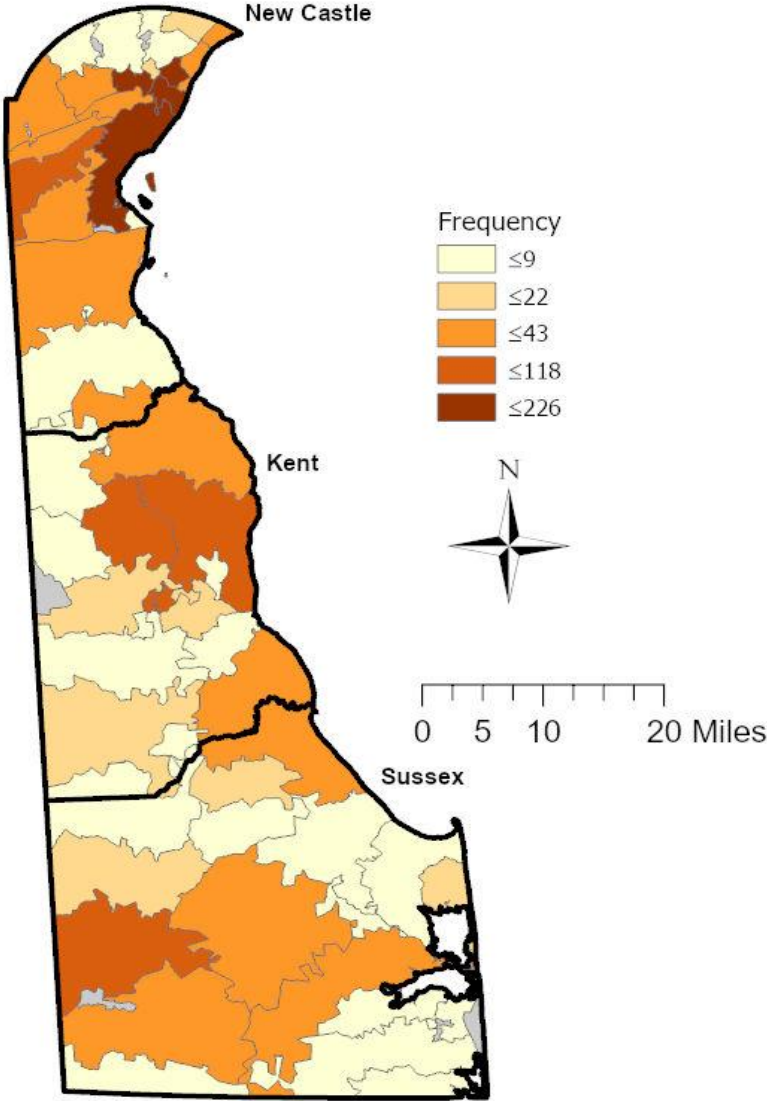 New Castle
Frequency
≤9
≤22
≤43
≤118
≤226
Kent
N
0 5 10 20 Miles
Sussex